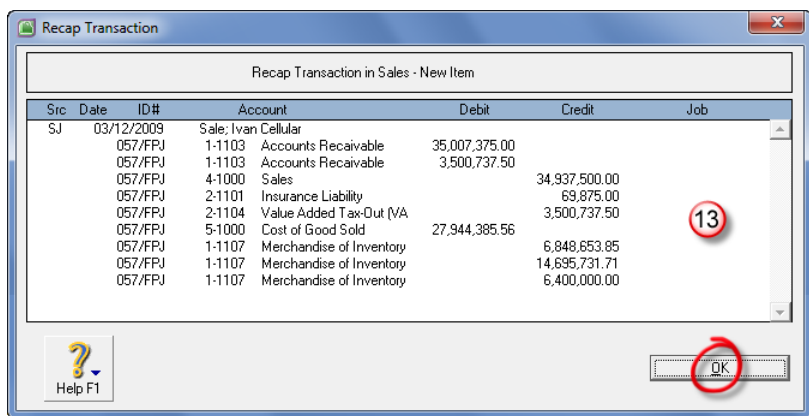 Recap Transaction
Recap Transaction in Sales - New Item
Src Date ID# Account Debit Credit Job
SJ 03/12/2009 Sale; Ivan Cellular
057/FPJ 1-1103 Accounts Recaivable 35,007,375.00
057/FPJ 1-1103 Accounts Recaivable 3,500,737.50
057/FPJ 4-1000 Sales 34,937,500.00
057/FPJ 2-1101 Insurance Liability 69,875.00
057/FPJ 2-1104 Value Added Tax-Out (VA 3,500,737.50
057/FPJ 5-1000 Cost of Good Sold 27,944,385.56
057/FPJ 1-1107 Merchandise of Inventory 6,848,653.85
057/FPJ 1-1107 Merchandise of Inventory 14,695,731.71
057/FPJ 1-1107 Merchandise of Inventory 6,400,000.00
13
Help F1
OK